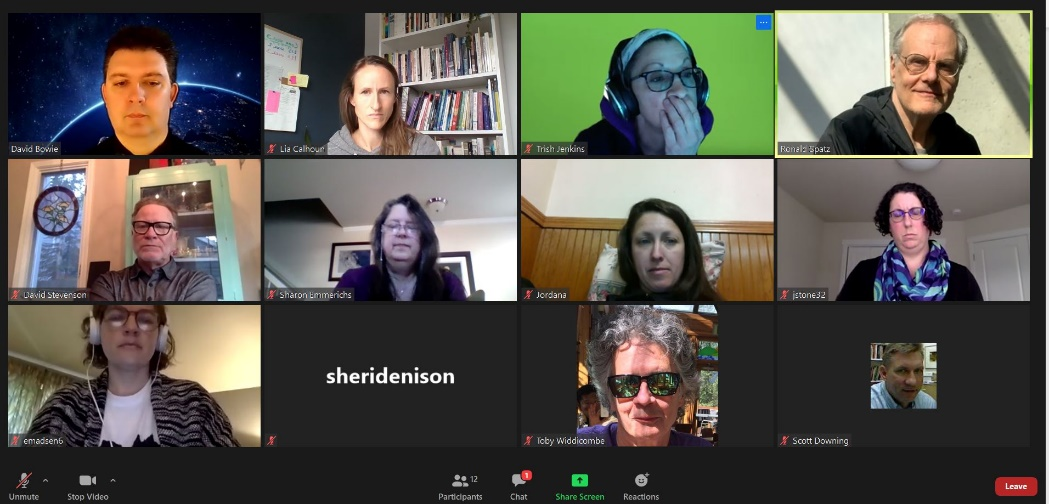 ...
David Bowie
Lia Calhoun
Trish Jenkins
Ronald Spatz
David Stevenson
Sharon Emmerichs
Jordana
jstone32
emadsen6
sheridenison
Toby Widdicombe
Scott Downing
Unmute
Stop Video
12
Participants
1
Chat
Share Screen
Reactions
Leave